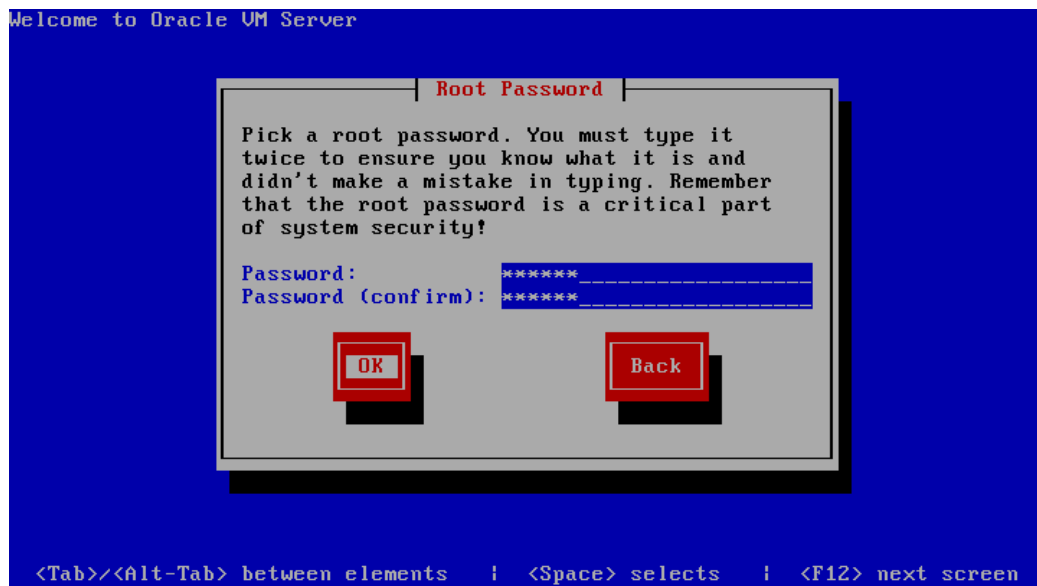 Welcome to Oracle VM Server
Root Password
Pick a root password. You must type it
twice to ensure you know what it is and
didn't make a mistake in typing. Remember
that the root password is a critical part
of system security!
Password: ******__________________
Password (confirm): ******__________________
OK Back
<Tab>/<Alt-Tab> between elements | <Space> selects | <F12> next screen